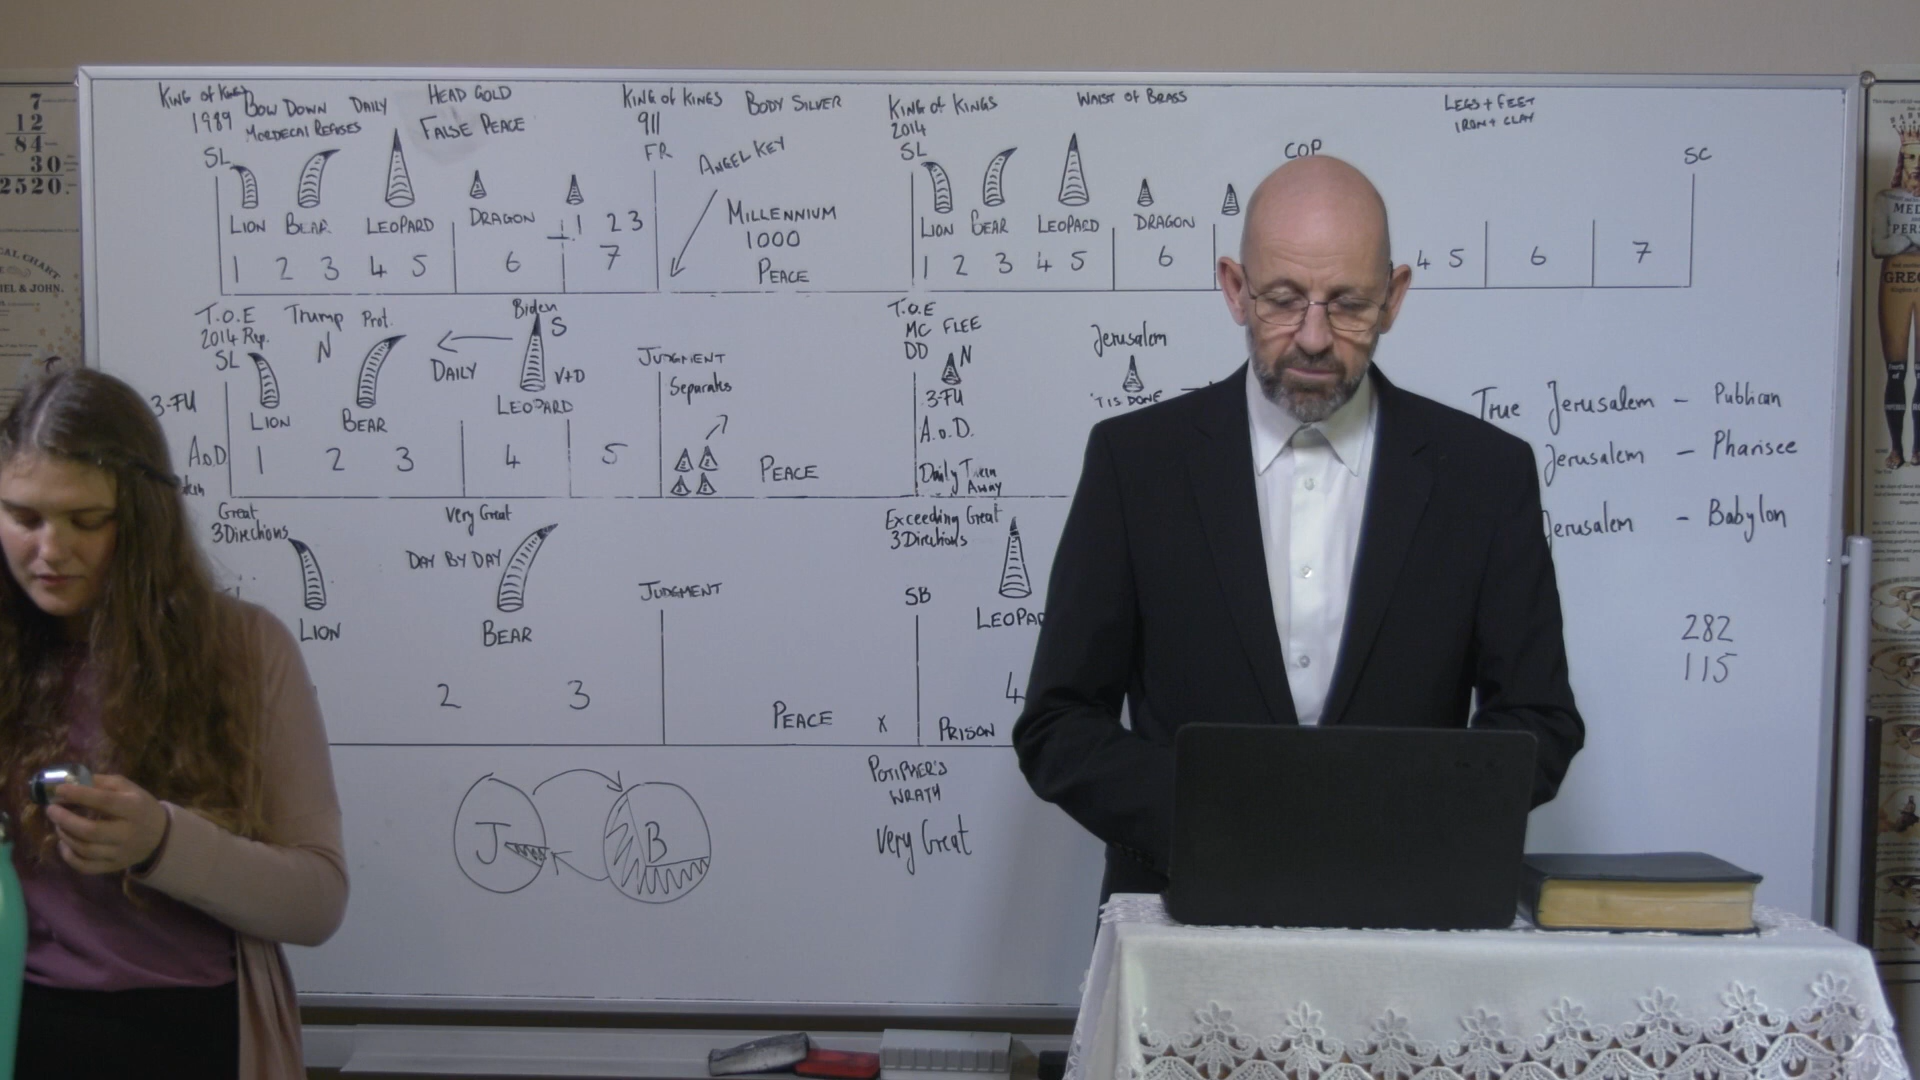 KING OF KINGS
1989
BOW DOWN
MORDECAI REFUSES
DAILY
HEAD GOLD
FALSE PEACE
KING OF KINGS
911
FR
BODY SILVER
ANGEL KEY
KING OF KINGS
2014
SL
WAIST OF BRASS
COP
LEGS + FEET
IRON + CLAY
SC
SL
LION BEAR LEOPARD DRAGON 1 2 3
1 2 3 4 5 6 7
MILLENNIUM
1000
PEACE
LION BEAR LEOPARD DRAGON
1 2 3 4 5 6 4 5 6 7
T.O.E
2014 Rep.
SL
Trump
N
Prot.
DAILY
Biden
S
V+D
LEOPARD
JUDGMENT
Separates
3-FU
A.o.D
LION
BEAR
1 2 3 4 5
PEACE
T.O.E
MC FLEE
DD N
3-FU
A.o.D.
Daily Taken
Away
Jerusalem
'TIS DONE
True Jerusalem - Publican
Jerusalem - Pharisee
Jerusalem - Babylon
Great
3 Directions
LION
Very Great
DAY BY DAY
BEAR
JUDGMENT
2 3
PEACE x
SB
Exceeding Great
3 Directions
4
PRISON
282
115
J B
POTIPHER'S
WRATH
Very Great
7
12
84
30
2520